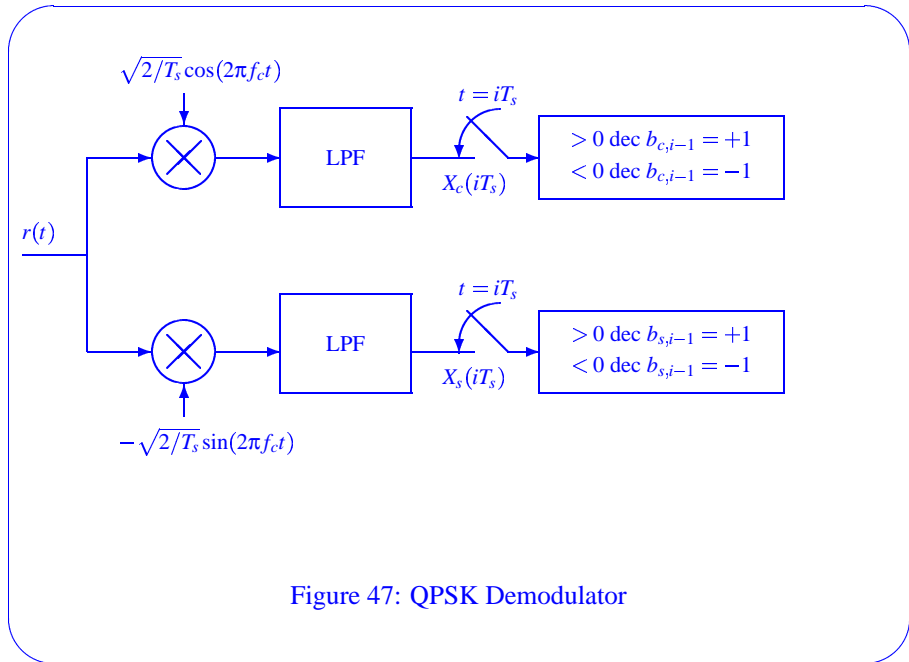 √2/T_s cos(2πf_c t)
t = iT_s
LPF
> 0 dec b_{c,i−1} = +1
< 0 dec b_{c,i−1} = −1
X_c(iT_s)
r(t)
t = iT_s
LPF
> 0 dec b_{s,i−1} = +1
< 0 dec b_{s,i−1} = −1
X_s(iT_s)
−√2/T_s sin(2πf_c t)
Figure 47: QPSK Demodulator